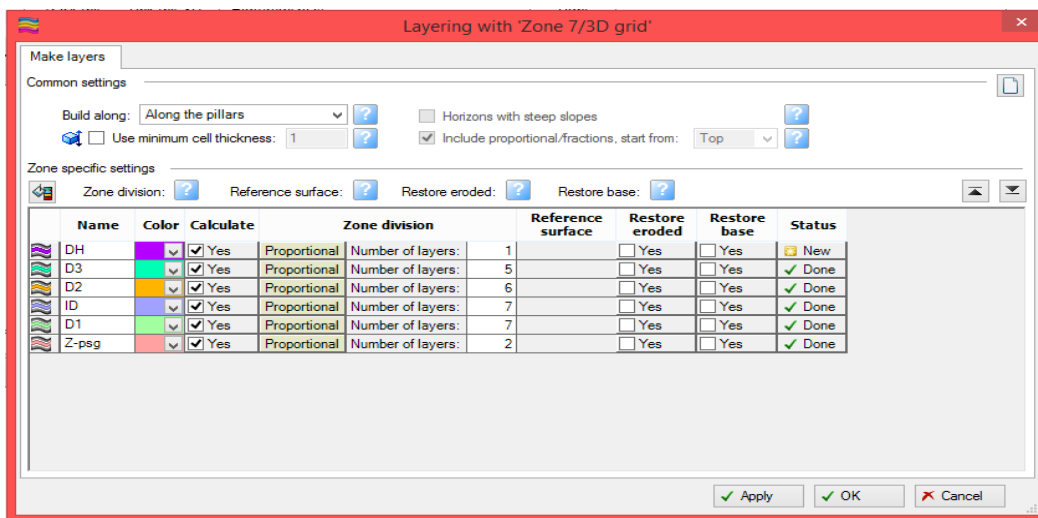 Layering with 'Zone 7/3D grid'
Make layers
Common settings
Build along: Along the pillars ? Horizons with steep slopes ?
Use minimum cell thickness: 1 ? Include proportional/fractions, start from: Top ?
Zone specific settings
Zone division: ? Reference surface: ? Restore eroded: ? Restore base: ?
Name Color Calculate Zone division Reference surface Restore eroded Restore base Status
DH Yes Proportional Number of layers: 1 Yes Yes New
D3 Yes Proportional Number of layers: 5 Yes Yes Done
D2 Yes Proportional Number of layers: 6 Yes Yes Done
ID Yes Proportional Number of layers: 7 Yes Yes Done
D1 Yes Proportional Number of layers: 7 Yes Yes Done
Z-psg Yes Proportional Number of layers: 2 Yes Yes Done
Apply OK Cancel